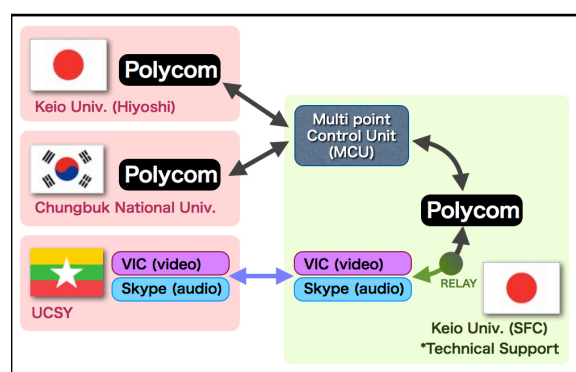 Polycom
Keio Univ. (Hiyoshi)
Polycom
Chungbuk National Univ.
VIC (video)
Skype (audio)
UCSY
Multi point
Control Unit
(MCU)
Polycom
VIC (video)
Skype (audio)
RELAY
Keio Univ. (SFC)
*Technical Support